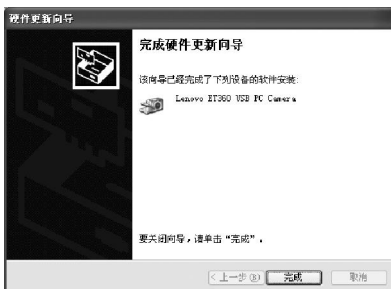 硬件更新向导
完成硬件更新向导
该向导已经完成了下列设备的软件安装:
Lenovo ET360 USB PC Camera
要关闭向导，请单击“完成”。
<上一步(B) 完成 取消